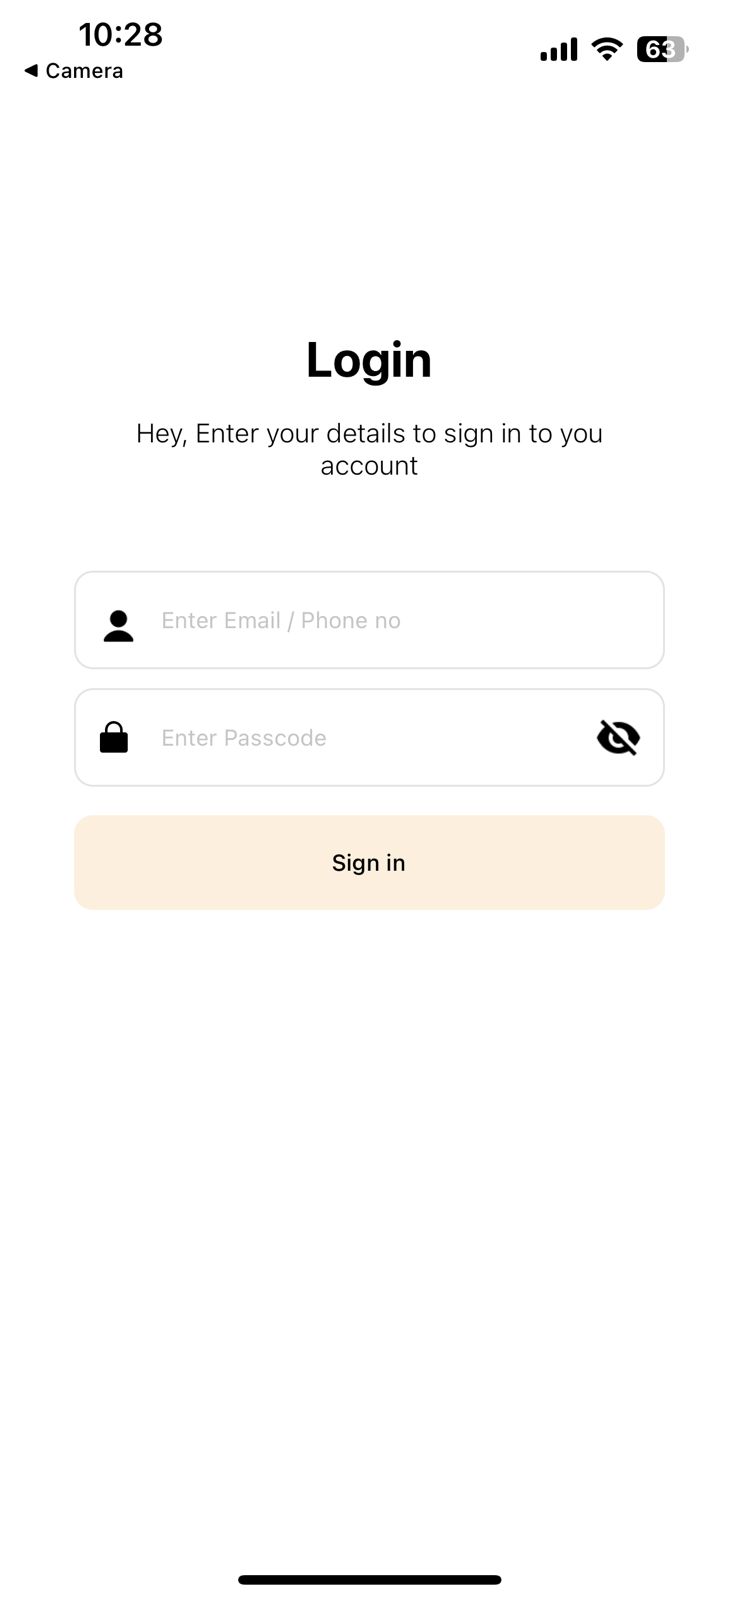 10:28
◀ Camera
63
Login
Hey, Enter your details to sign in to you
account
Enter Email / Phone no
Enter Passcode
Sign in